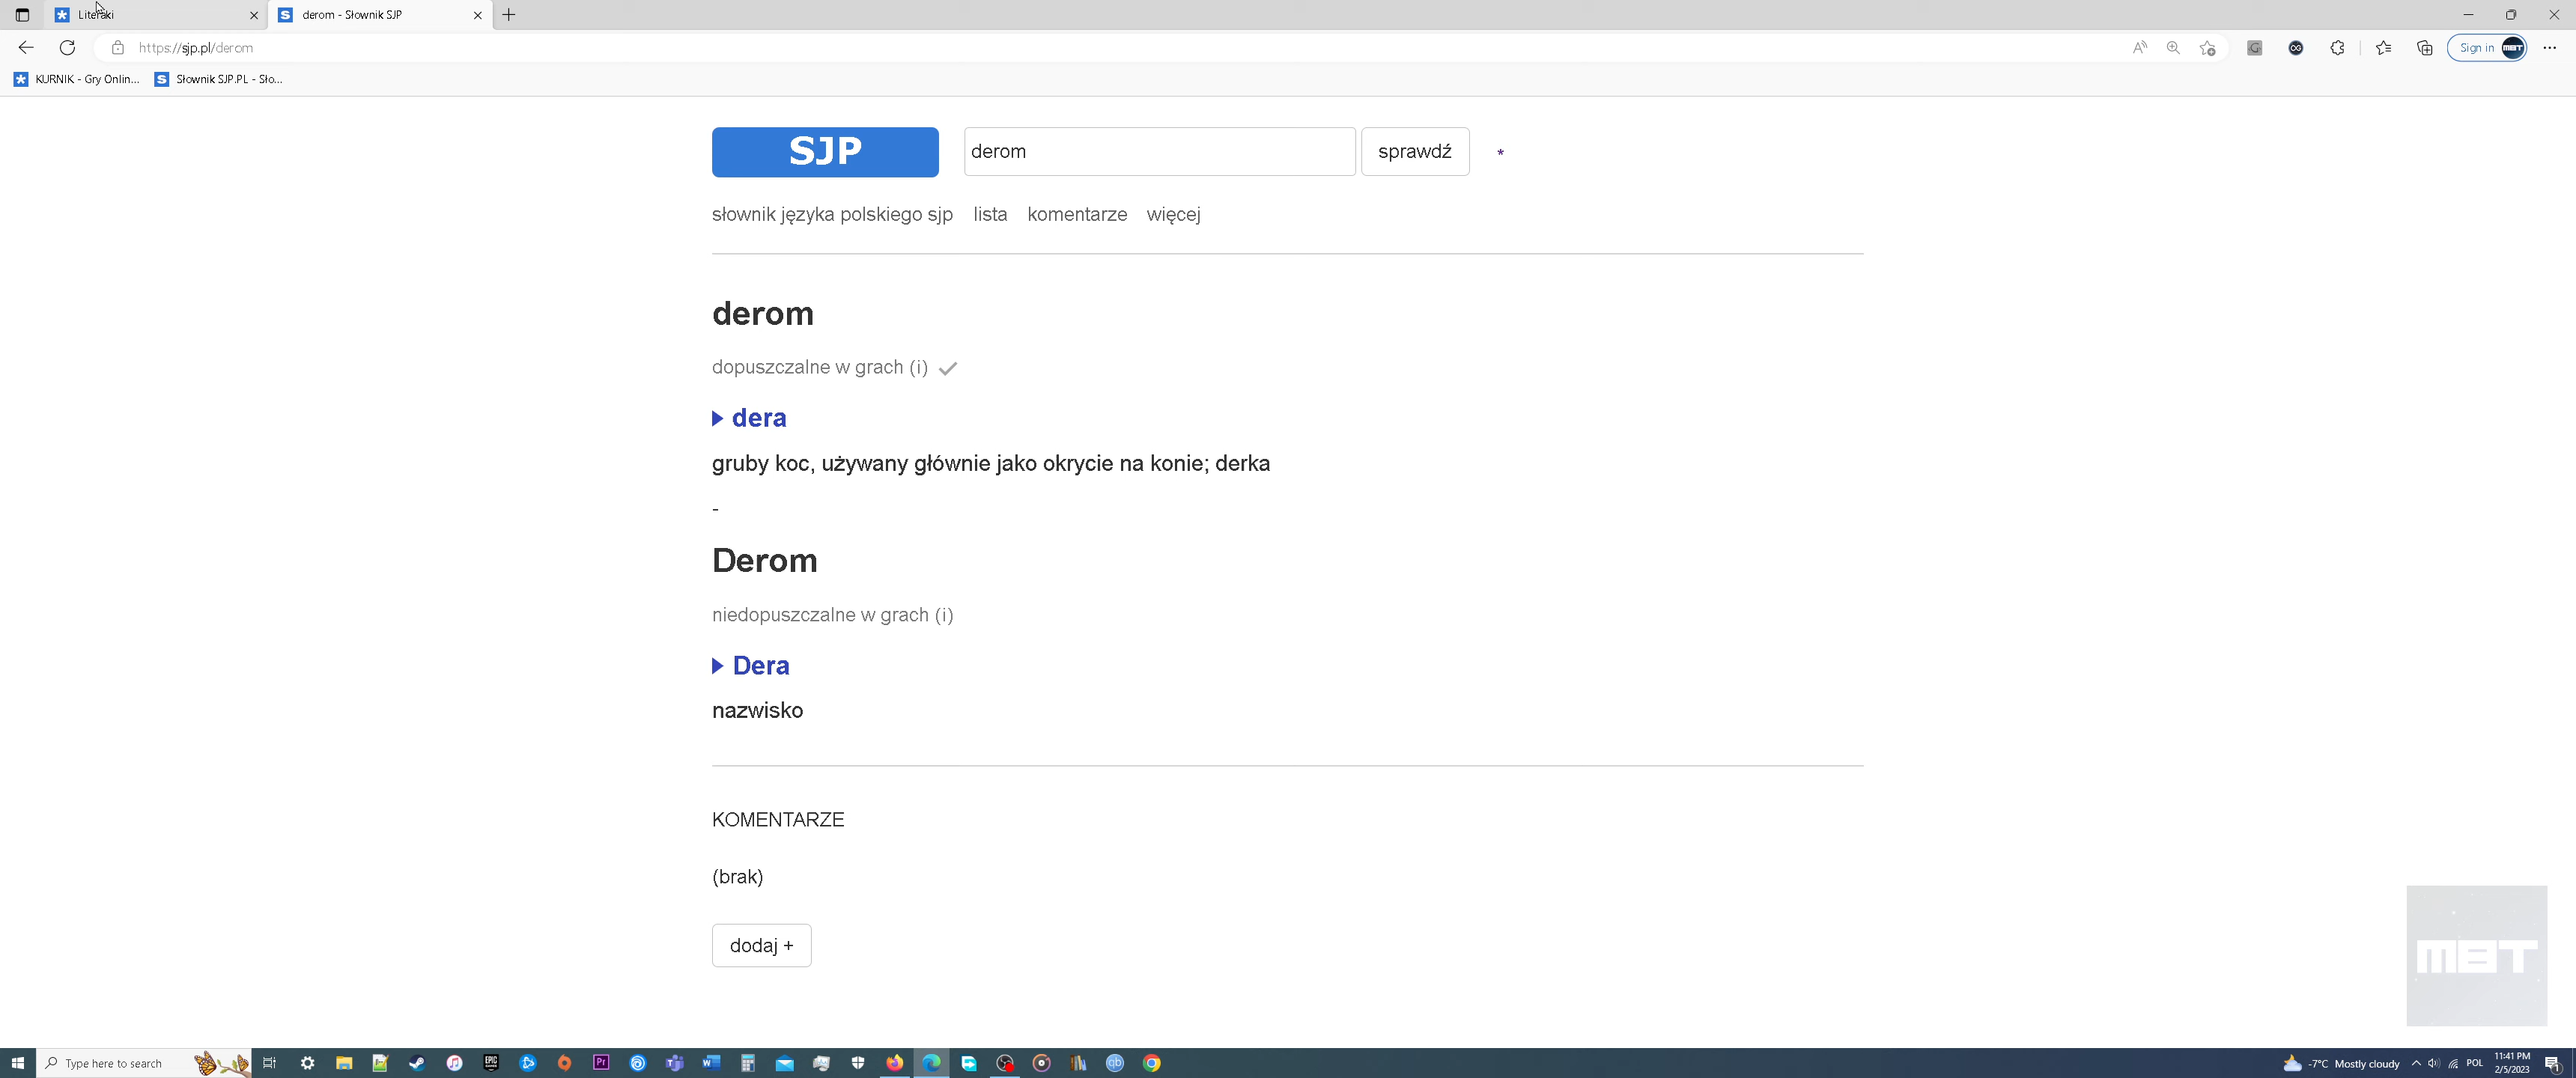 Literaki
derom - Słownik SJP
https://sjp.pl/derom
Sign in
KURNIK - Gry Onlin...
Słownik SJP.PL - Sło...
SJP
derom
sprawdź
*
słownik języka polskiego sjp lista komentarze więcej
derom
dopuszczalne w grach (i)
dera
gruby koc, używany głównie jako okrycie na konie; derka
-
Derom
niedopuszczalne w grach (i)
Dera
nazwisko
KOMENTARZE
(brak)
dodaj +
MBT
Type here to search
-7°C Mostly cloudy
POL
11:41 PM
2/5/2023